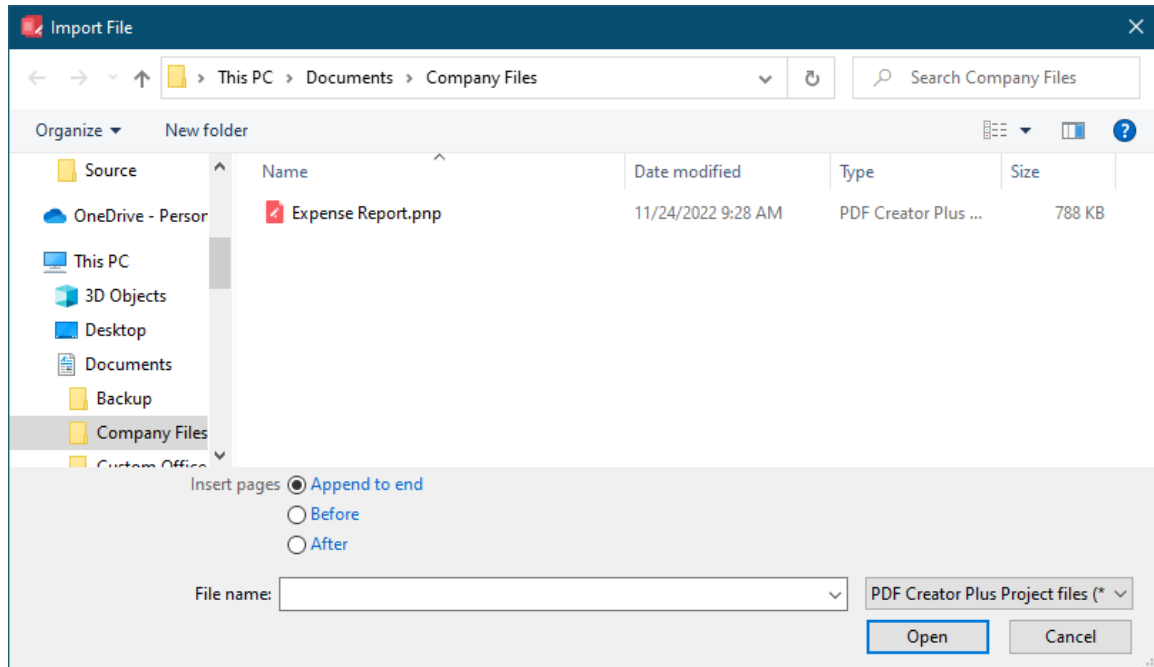 Import File
This PC > Documents > Company Files
Search Company Files
Organize
New folder
?
Source
OneDrive - Person
This PC
3D Objects
Desktop
Documents
Backup
Company Files
Custom Office
Name
Date modified
Type
Size
Expense Report.pnp
11/24/2022 9:28 AM
PDF Creator Plus ...
788 KB
Insert pages
Append to end
Before
After
File name:
PDF Creator Plus Project files (*
Open
Cancel